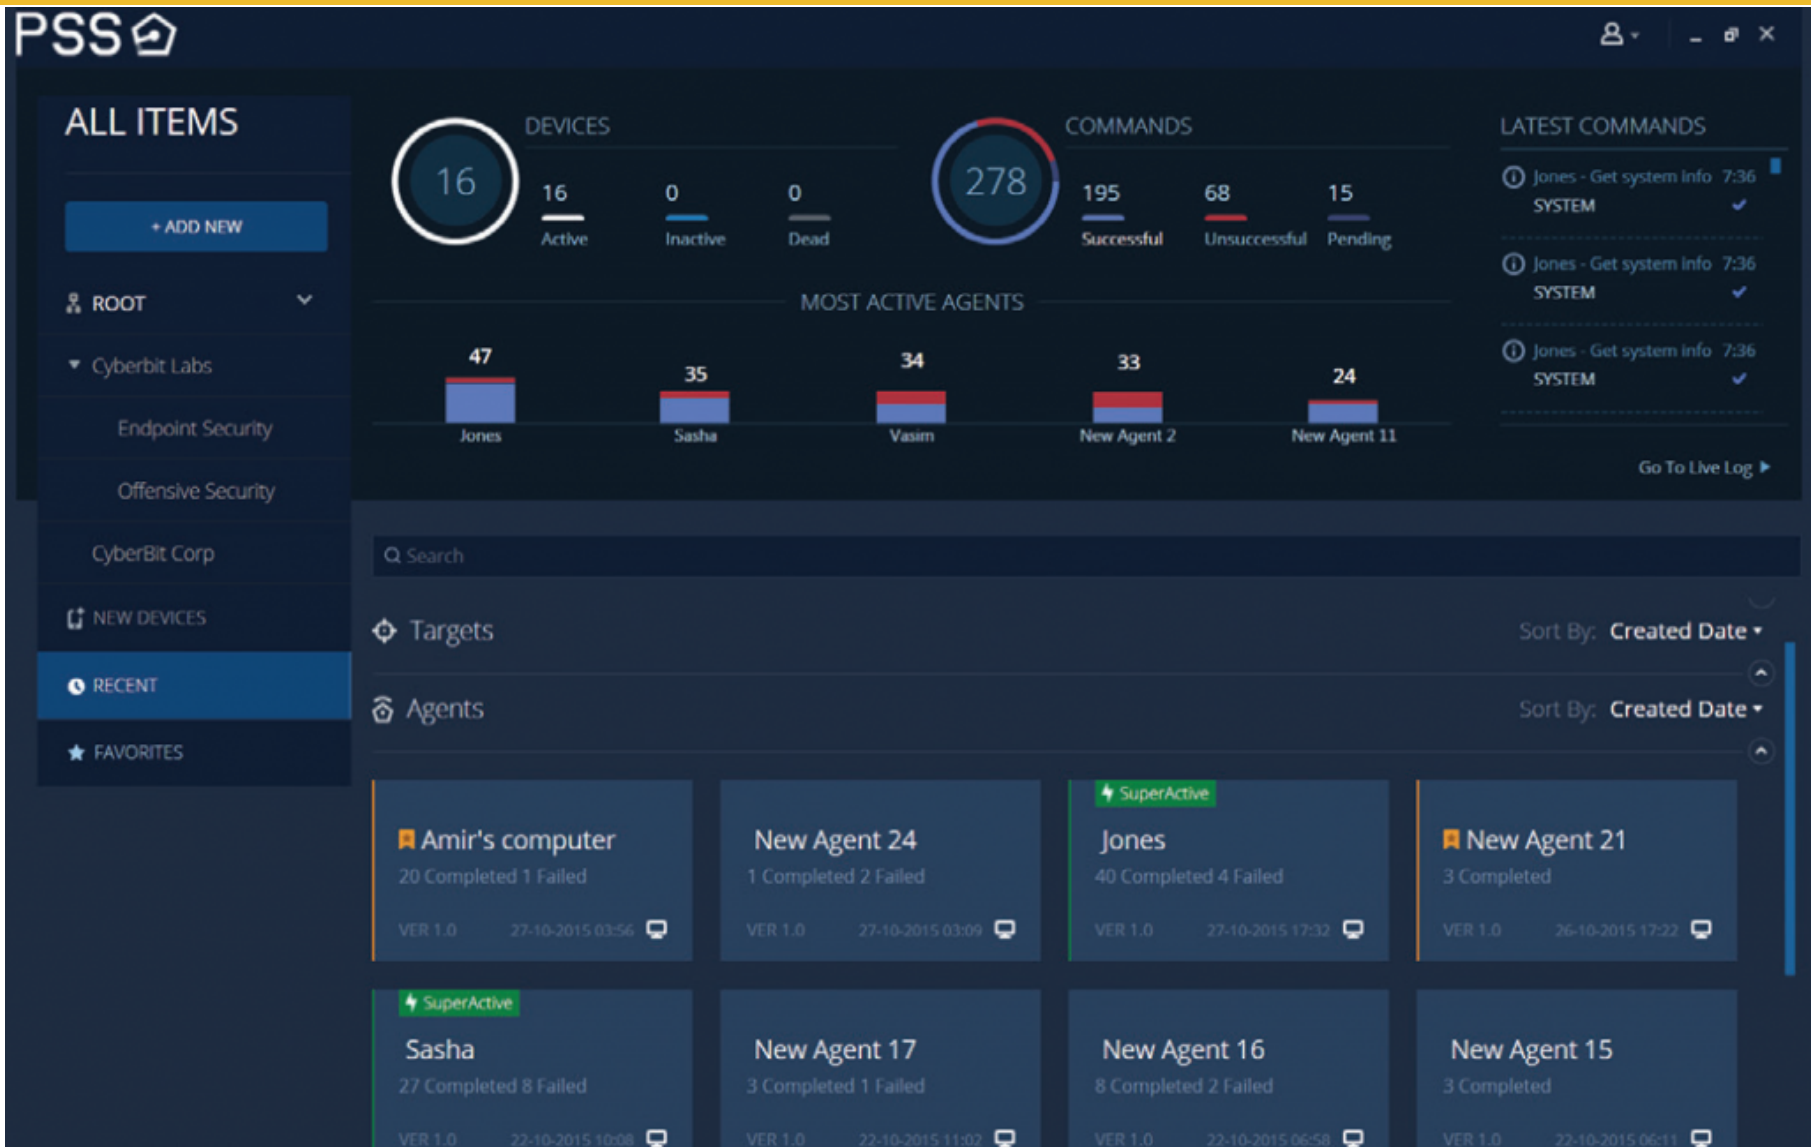 PSS
ALL ITEMS
+ ADD NEW
ROOT
Cyberbit Labs
Endpoint Security
Offensive Security
CyberBit Corp
NEW DEVICES
RECENT
FAVORITES
16
DEVICES
16
0
0
Active
Inactive
Dead
278
COMMANDS
195
68
15
Successful
Unsuccessful
Pending
MOST ACTIVE AGENTS
47
35
34
33
24
Jones
Sasha
Vasim
New Agent 2
New Agent 11
LATEST COMMANDS
Jones - Get system info 7:36
SYSTEM
Jones - Get system info 7:36
SYSTEM
Jones - Get system info 7:36
SYSTEM
Go To Live Log
Search
Targets
Sort By: Created Date
Agents
Sort By: Created Date
Amir's computer
20 Completed 1 Failed
VER 1.0 27-10-2015 03:56
New Agent 24
1 Completed 2 Failed
VER 1.0 27-10-2015 03:09
SuperActive
Jones
40 Completed 4 Failed
VER 1.0 27-10-2015 17:32
New Agent 21
3 Completed
VER 1.0 26-10-2015 17:22
SuperActive
Sasha
27 Completed 8 Failed
VER 1.0 22-10-2015 10:08
New Agent 17
3 Completed 1 Failed
VER 1.0 22-10-2015 11:02
New Agent 16
8 Completed 2 Failed
VER 1.0 22-10-2015 06:58
New Agent 15
3 Completed
VER 1.0 22-10-2015 06:11